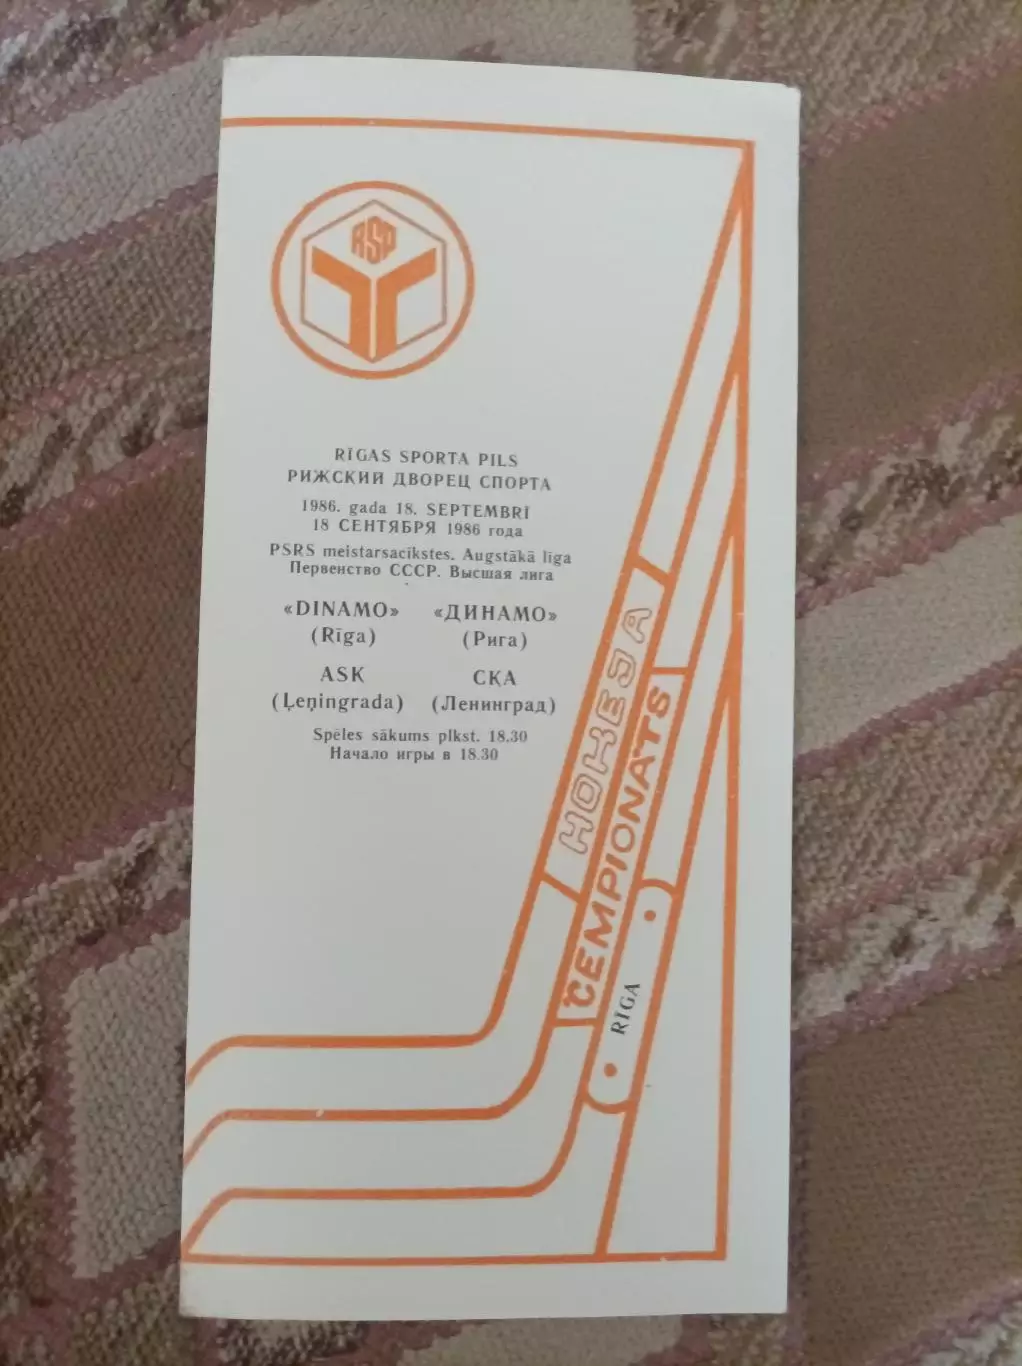 RSP
RĪGAS SPORTA PILS
РИЖСКИЙ ДВОРЕЦ СПОРТА
1986. gada 18. SEPTEMBRĪ
18 СЕНТЯБРЯ 1986 года
PSRS meistarsacīkstes. Augstākā līga
Первенство СССР. Высшая лига
«DINAMO» «ДИНАМО»
(Rīga) (Рига)
ASK СКА
(Ļeņingrada) (Ленинград)
Spēles sākums plkst. 18.30
Начало игры в 18.30
HOKEJA
ČEMPIONĀTS
RĪGA